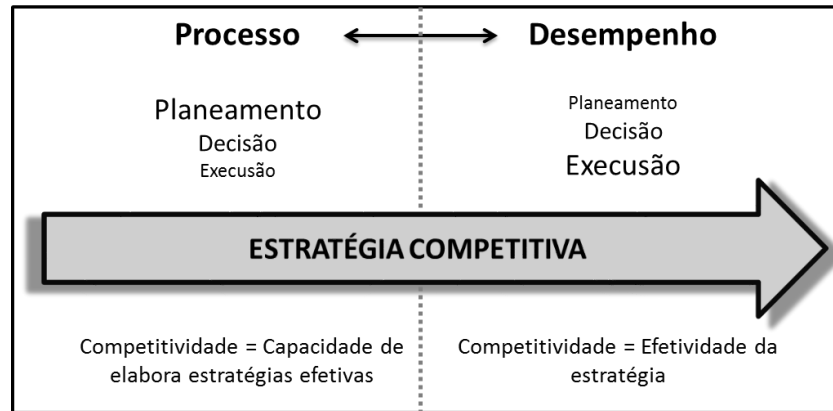 Processo
Desempenho
Planeamento
Decisão
Execusão
Planeamento
Decisão
Execusão
ESTRATÉGIA COMPETITIVA
Competitividade = Capacidade de
elabora estratégias efetivas
Competitividade = Efetividade da
estratégia